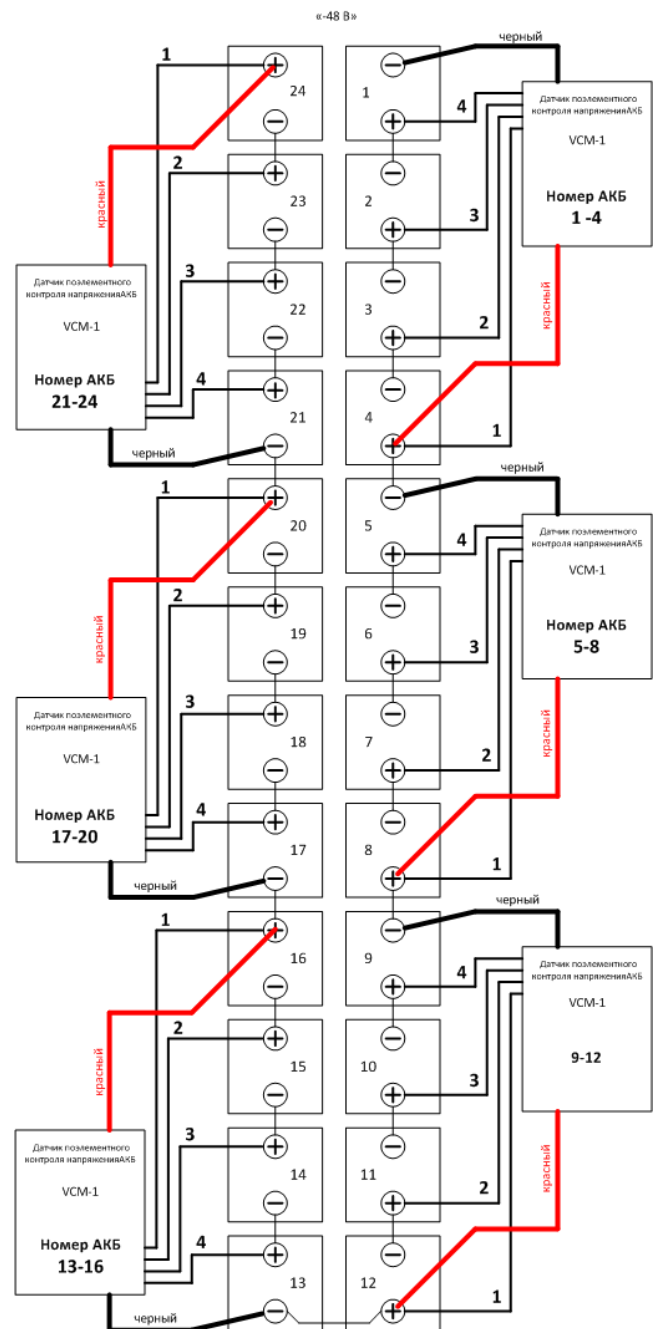 «-48 В»
черный
1
24
1
4
Датчик поэлементного
контроля напряженияАКБ
VCM-1
Номер АКБ
1 -4
красный
2
23
2
3
красный
Датчик поэлементного
контроля напряженияАКБ
VCM-1
Номер АКБ
21-24
3
22
3
2
4
21
4
1
черный
черный
1
20
5
4
Датчик поэлементного
контроля напряженияАКБ
VCM-1
Номер АКБ
5-8
красный
2
19
6
3
красный
Датчик поэлементного
контроля напряженияАКБ
VCM-1
Номер АКБ
17-20
3
18
7
2
4
17
8
1
черный
черный
1
16
9
4
Датчик поэлементного
контроля напряженияАКБ
VCM-1
9-12
красный
2
15
10
3
красный
Датчик поэлементного
контроля напряженияАКБ
VCM-1
Номер АКБ
13-16
3
14
11
2
4
13
12
1
черный